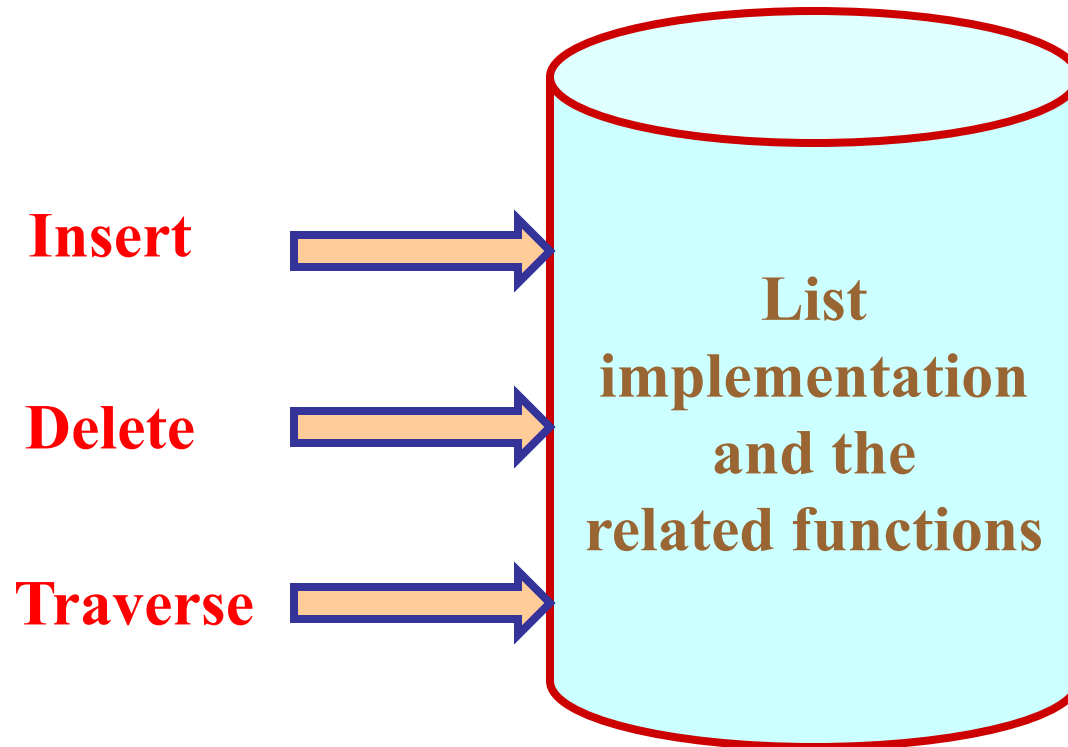 Insert
Delete
Traverse
List
implementation
and the
related functions